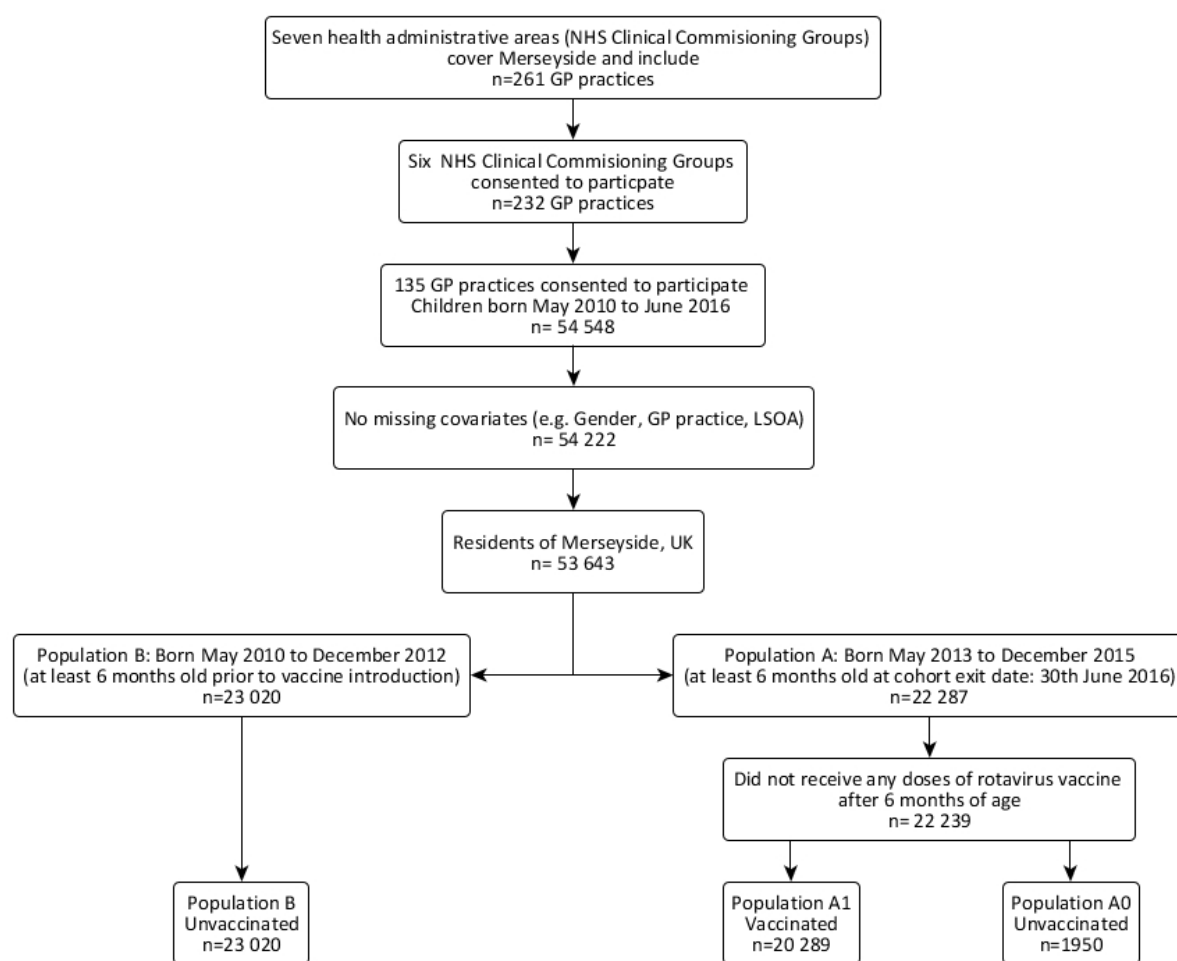 Seven health administrative areas (NHS Clinical Commisioning Groups)
cover Merseyside and include
n=261 GP practices
Six  NHS Clinical Commisioning Groups
consented to particpate
n=232 GP practices
135 GP practices consented to participate
Children born May 2010 to June 2016
n= 54 548
No missing covariates (e.g. Gender, GP practice, LSOA)
n= 54 222
Residents of Merseyside, UK
n= 53 643
Population B: Born May 2010 to December 2012
(at least 6 months old prior to vaccine introduction)
n=23 020
Population A: Born May 2013 to December 2015
(at least 6 months old at cohort exit date: 30th June 2016)
n=22 287
Did not receive any doses of rotavirus vaccine
after 6 months of age
n= 22 239
Population B
Unvaccinated
n=23 020
Population A1
Vaccinated
n=20 289
Population A0
Unvaccinated
n=1950